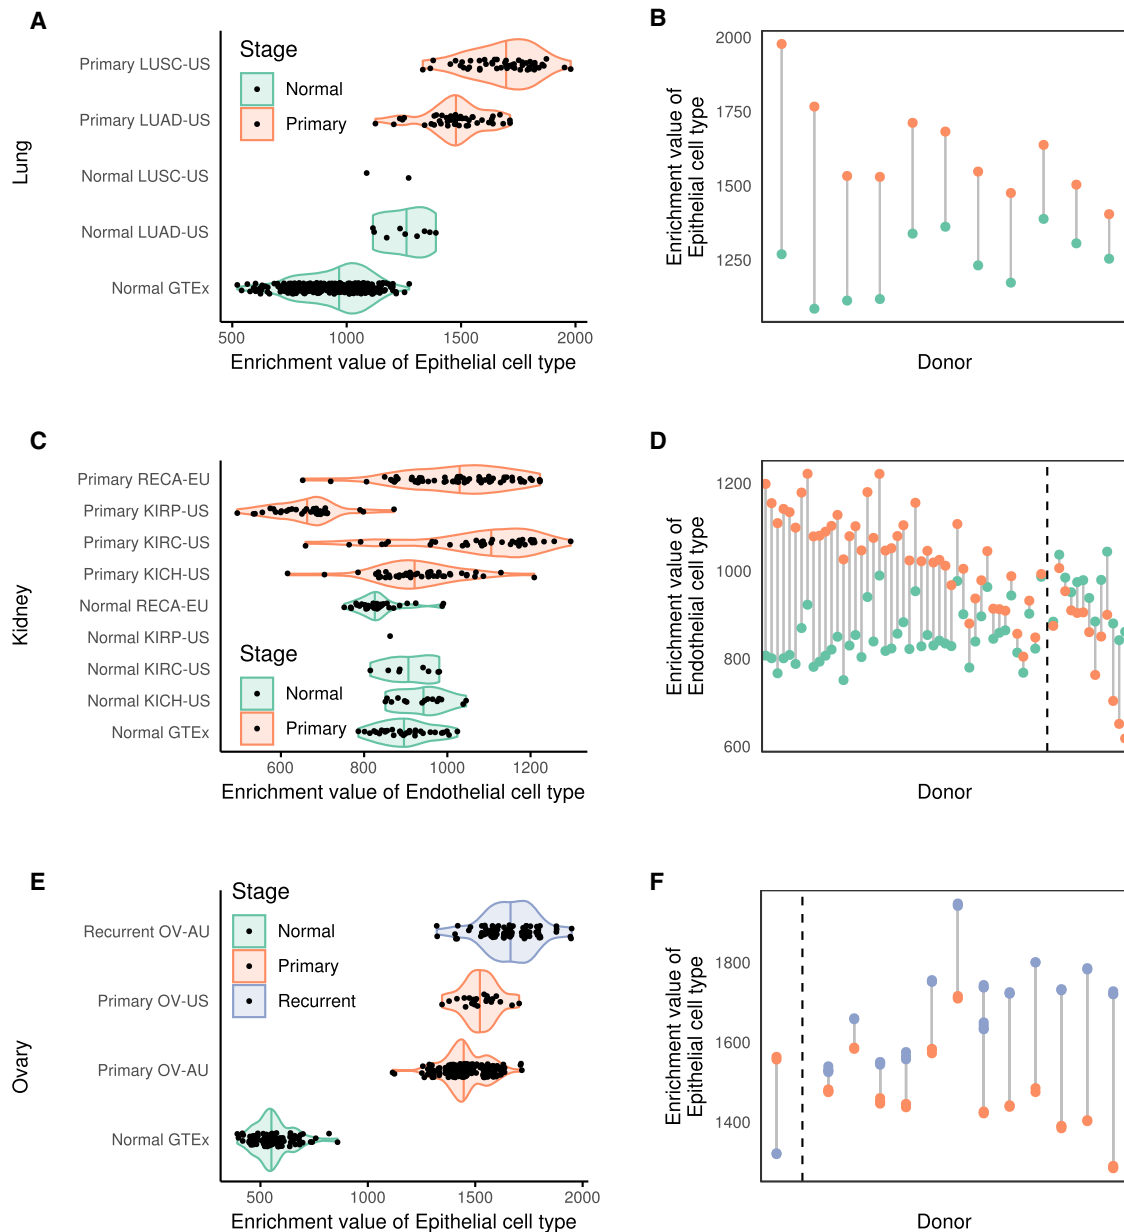 A
Stage
Normal
Primary
Primary LUSC-US
Primary LUAD-US
Normal LUSC-US
Normal LUAD-US
Normal GTEx
Lung
500
1000
1500
2000
Enrichment value of Epithelial cell type
B
2000
1750
1500
1250
Enrichment value of
Epithelial cell type
Donor
C
Primary RECA-EU
Primary KIRP-US
Primary KIRC-US
Primary KICH-US
Normal RECA-EU
Normal KIRP-US
Normal KIRC-US
Normal KICH-US
Normal GTEx
Kidney
Stage
Normal
Primary
600
800
1000
1200
Enrichment value of Endothelial cell type
D
1200
1000
800
600
Enrichment value of
Endothelial cell type
Donor
E
Stage
Normal
Primary
Recurrent
Recurrent OV-AU
Primary OV-US
Primary OV-AU
Normal GTEx
Ovary
500
1000
1500
2000
Enrichment value of Epithelial cell type
F
1800
1600
1400
Enrichment value of
Epithelial cell type
Donor